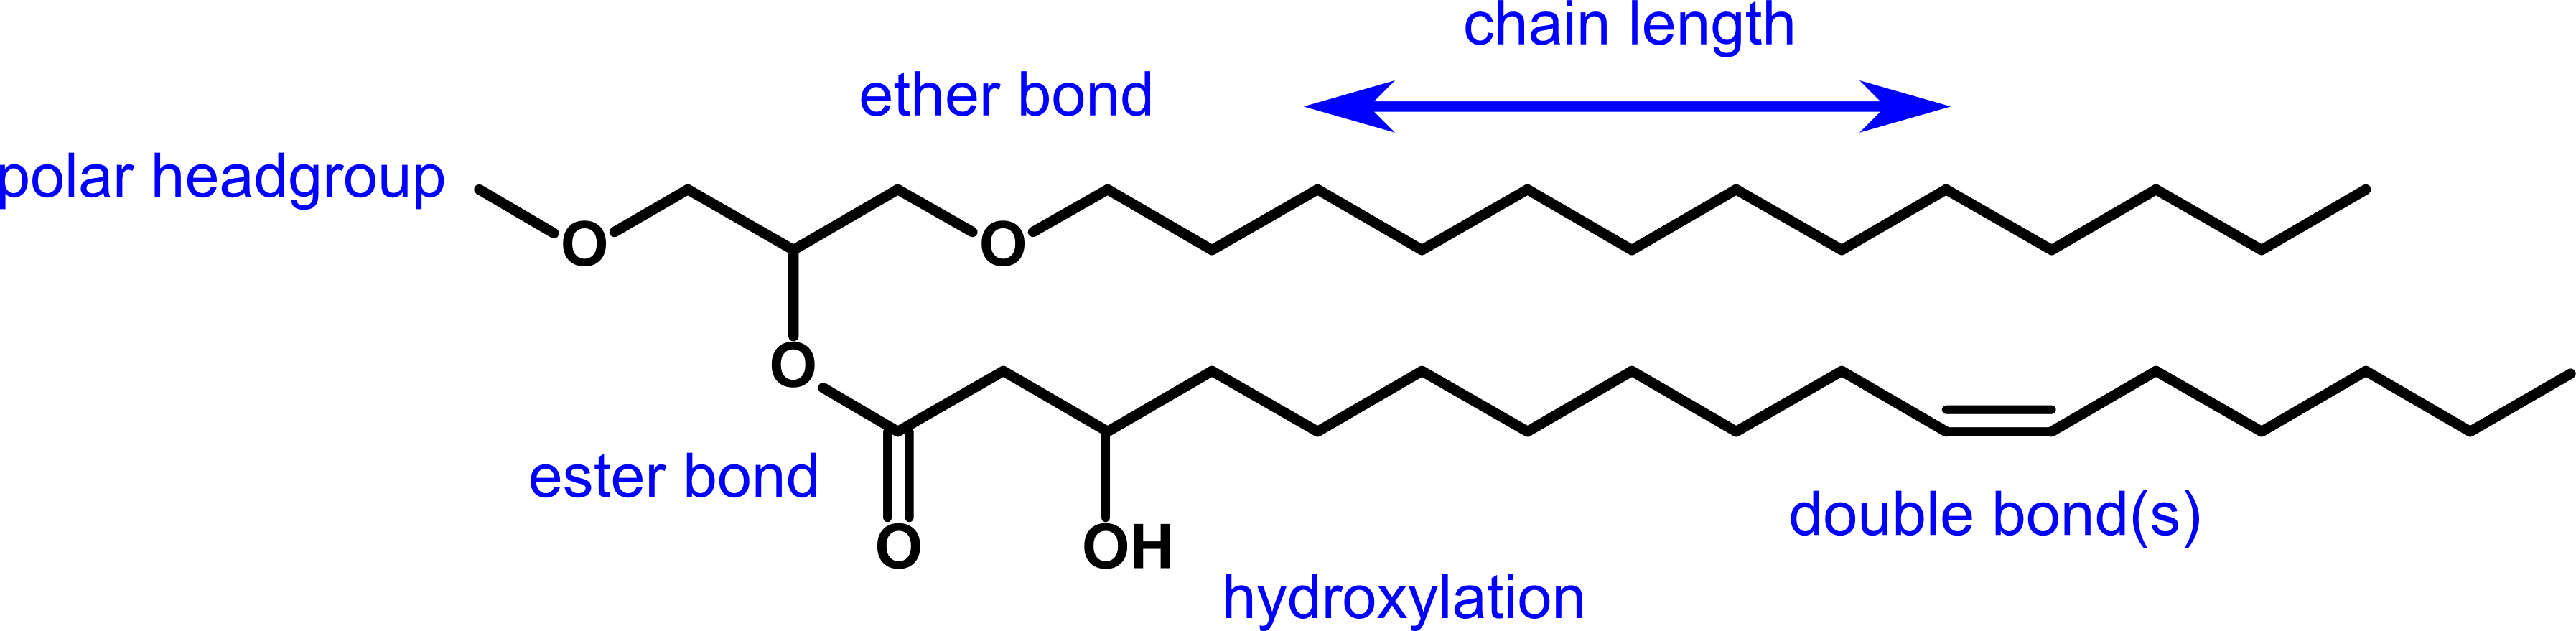 chain length
ether bond
polar headgroup
O
O
O
ester bond
double bond(s)
O
OH
hydroxylation